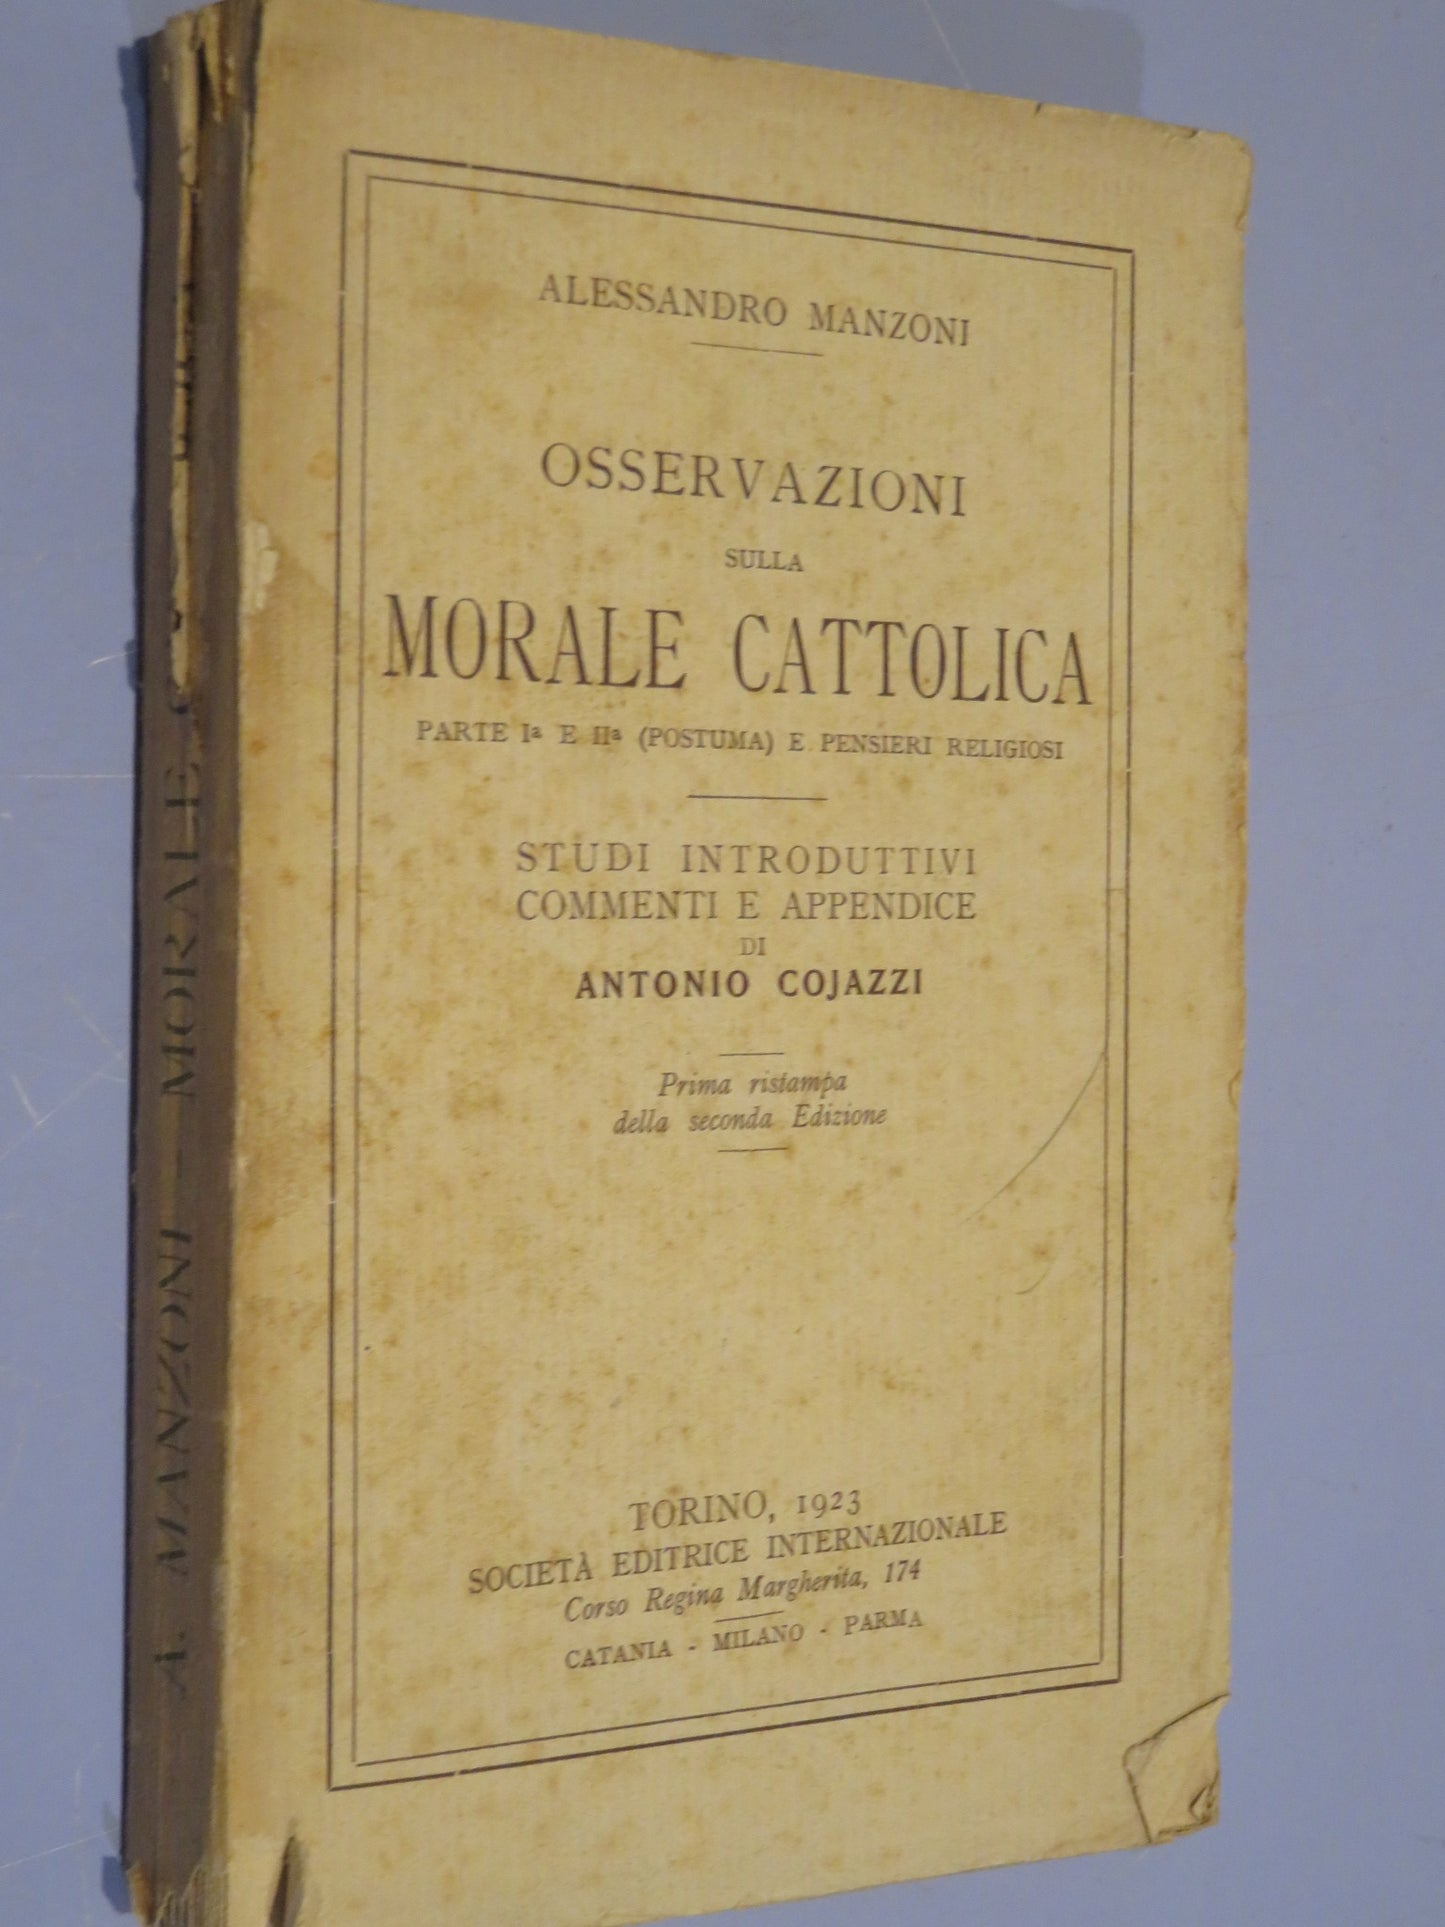 ALESSANDRO MANZONI
OSSERVAZIONI
SULLA
MORALE CATTOLICA
PARTE Iª E IIª (POSTUMA) E PENSIERI RELIGIOSI
STUDI INTRODUTTIVI
COMMENTI E APPENDICE
DI
ANTONIO COJAZZI
Prima ristampa
della seconda Edizione
TORINO, 1923
SOCIETÀ EDITRICE INTERNAZIONALE
Corso Regina Margherita, 174
CATANIA - MILANO - PARMA
A. MANZONI — MORALE